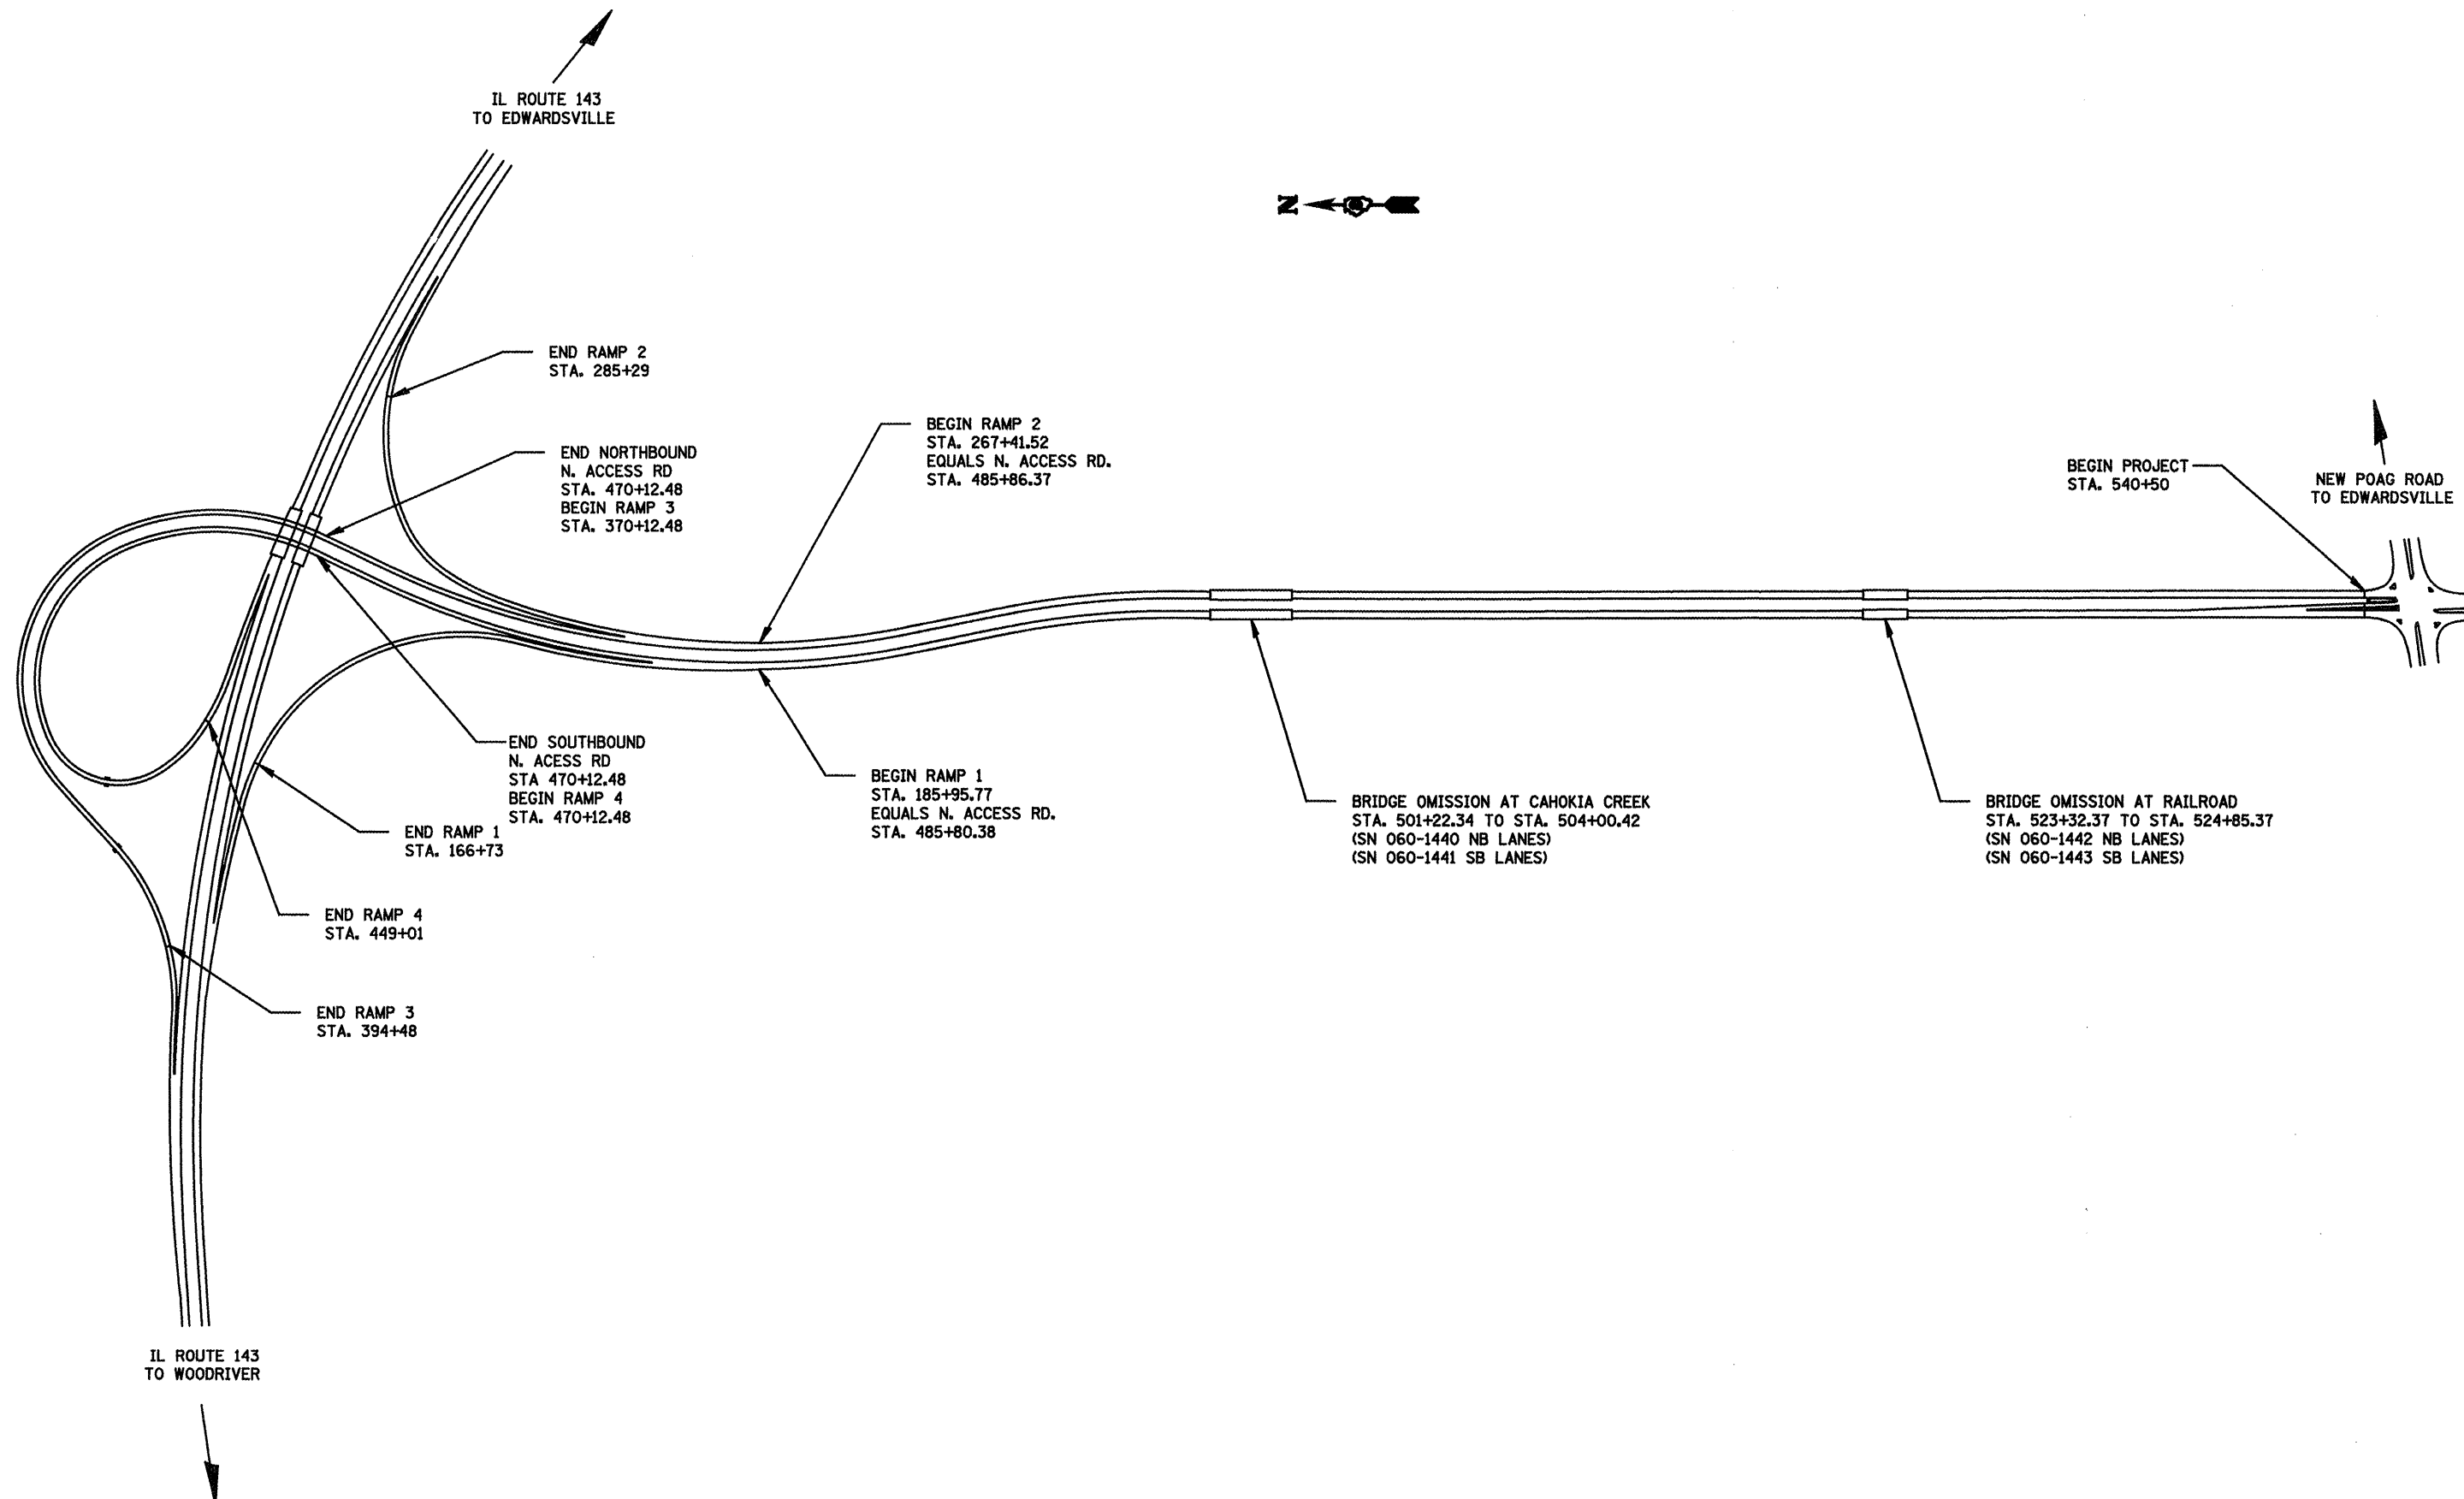 IL ROUTE 143
TO EDWARDSVILLE
N
END RAMP 2
STA. 285+29
BEGIN RAMP 2
STA. 267+41.52
EQUALS N. ACCESS RD.
STA. 485+86.37
END NORTHBOUND
N. ACCESS RD
STA. 470+12.48
BEGIN RAMP 3
STA. 370+12.48
BEGIN PROJECT
STA. 540+50
NEW POAG ROAD
TO EDWARDSVILLE
END SOUTHBOUND
N. ACESS RD
STA 470+12.48
BEGIN RAMP 4
STA. 470+12.48
END RAMP 1
STA. 166+73
BEGIN RAMP 1
STA. 185+95.77
EQUALS N. ACCESS RD.
STA. 485+80.38
BRIDGE OMISSION AT CAHOKIA CREEK
STA. 501+22.34 TO STA. 504+00.42
(SN 060-1440 NB LANES)
(SN 060-1441 SB LANES)
BRIDGE OMISSION AT RAILROAD
STA. 523+32.37 TO STA. 524+85.37
(SN 060-1442 NB LANES)
(SN 060-1443 SB LANES)
END RAMP 4
STA. 449+01
END RAMP 3
STA. 394+48
IL ROUTE 143
TO WOODRIVER